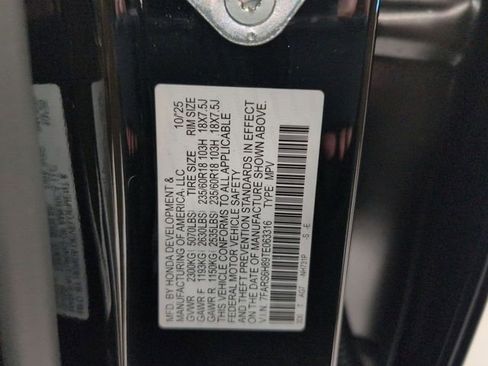 MFD. BY HONDA DEVELOPMENT &
MANUFACTURING OF AMERICA, LLC 10/25
GVWR 2300KG( 5070LBS) TIRE SIZE RIM SIZE
GAWR F 1193KG( 2630LBS) 235/60R18 103H 18X7.5J
GAWR R 1150KG( 2535LBS) 235/60R18 103H 18X7.5J
THIS VEHICLE CONFORMS TO ALL APPLICABLE
FEDERAL MOTOR VEHICLE SAFETY
AND THEFT PREVENTION STANDARDS IN EFFECT
ON THE DATE OF MANUFACTURE SHOWN ABOVE.
V.I.N. TYPE MPV
NH731P S E